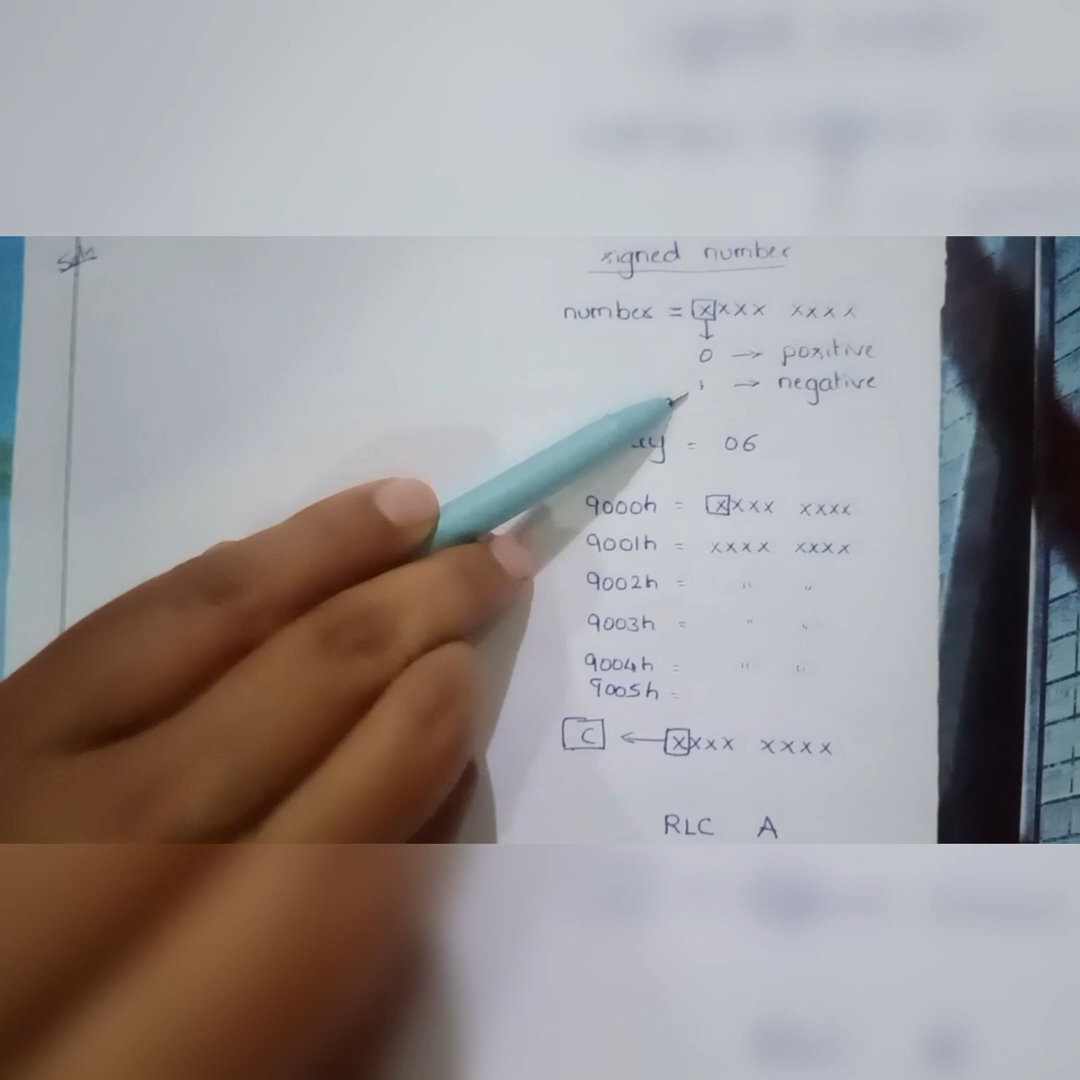 Soln
signed number
number = xxxx xxxx
0 → positive
1 → negative
= 06
9000h = xxxx xxxx
9001h = xxxx xxxx
9002h = " "
9003h = " "
9004h = " "
9005h =
C ← xxxx xxxx
RLC A